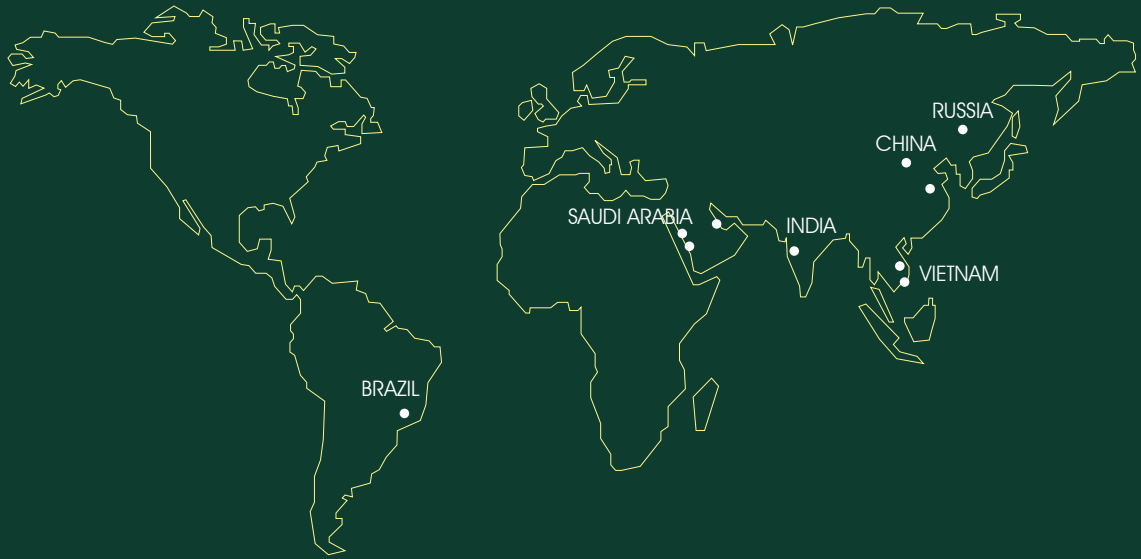 RUSSIA
CHINA
SAUDI ARABIA
INDIA
VIETNAM
BRAZIL